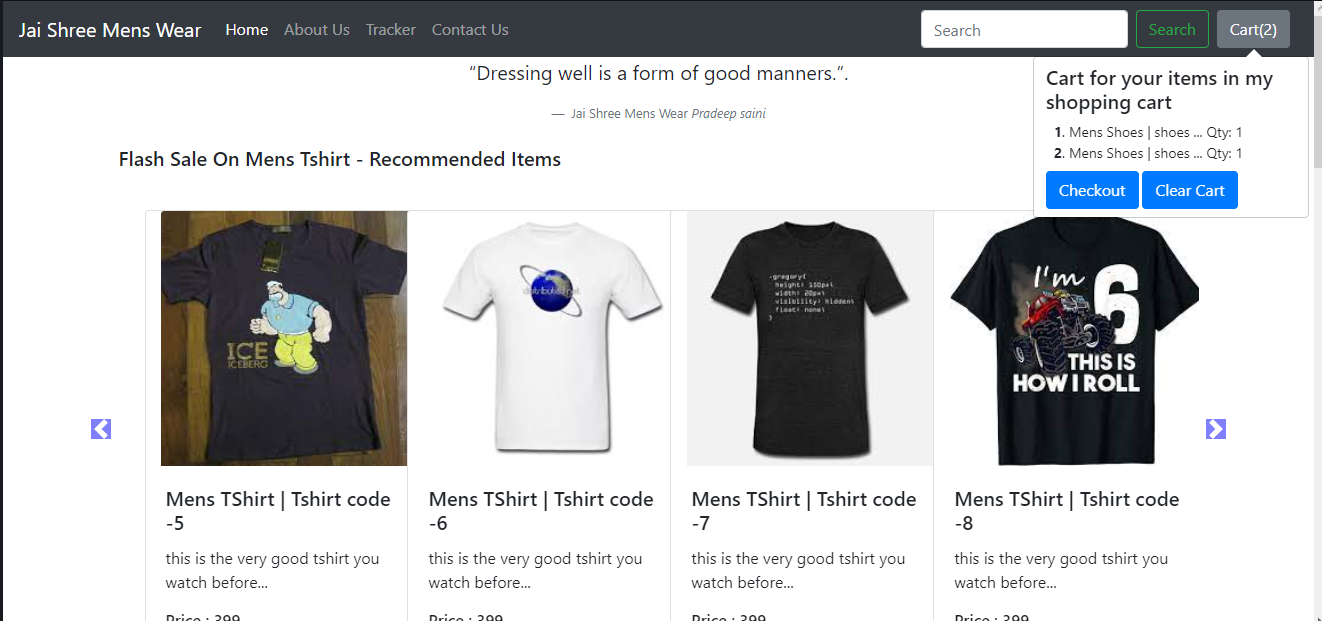 Jai Shree Mens Wear Home About Us Tracker Contact Us Search Search Cart(2)
“Dressing well is a form of good manners.”.
— Jai Shree Mens Wear Pradeep saini
Cart for your items in my
shopping cart
1. Mens Shoes | shoes ... Qty: 1
2. Mens Shoes | shoes ... Qty: 1
Checkout Clear Cart
Flash Sale On Mens Tshirt - Recommended Items
ICE
ICEBERG
distributed.net
-gregory{
height: 110px;
width: 20px;
visibility: hidden;
float: none;
}
I'm 6
THIS IS
HOW I ROLL
Mens TShirt | Tshirt code
-5
this is the very good tshirt you
watch before...
Price : 399
Mens TShirt | Tshirt code
-6
this is the very good tshirt you
watch before...
Price : 399
Mens TShirt | Tshirt code
-7
this is the very good tshirt you
watch before...
Price : 399
Mens TShirt | Tshirt code
-8
this is the very good tshirt you
watch before...
Price : 399